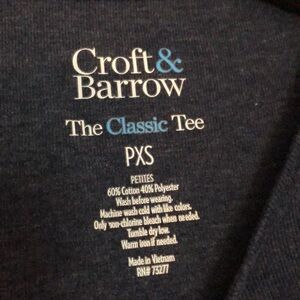 Croft&
Barrow
The Classic Tee
PXS
PETITES
60% Cotton 40% Polyester
Wash before wearing.
Machine wash cold with like colors.
Only non-chlorine bleach when needed.
Tumble dry low.
Warm iron if needed.
Made in Vietnam
RN# 73277